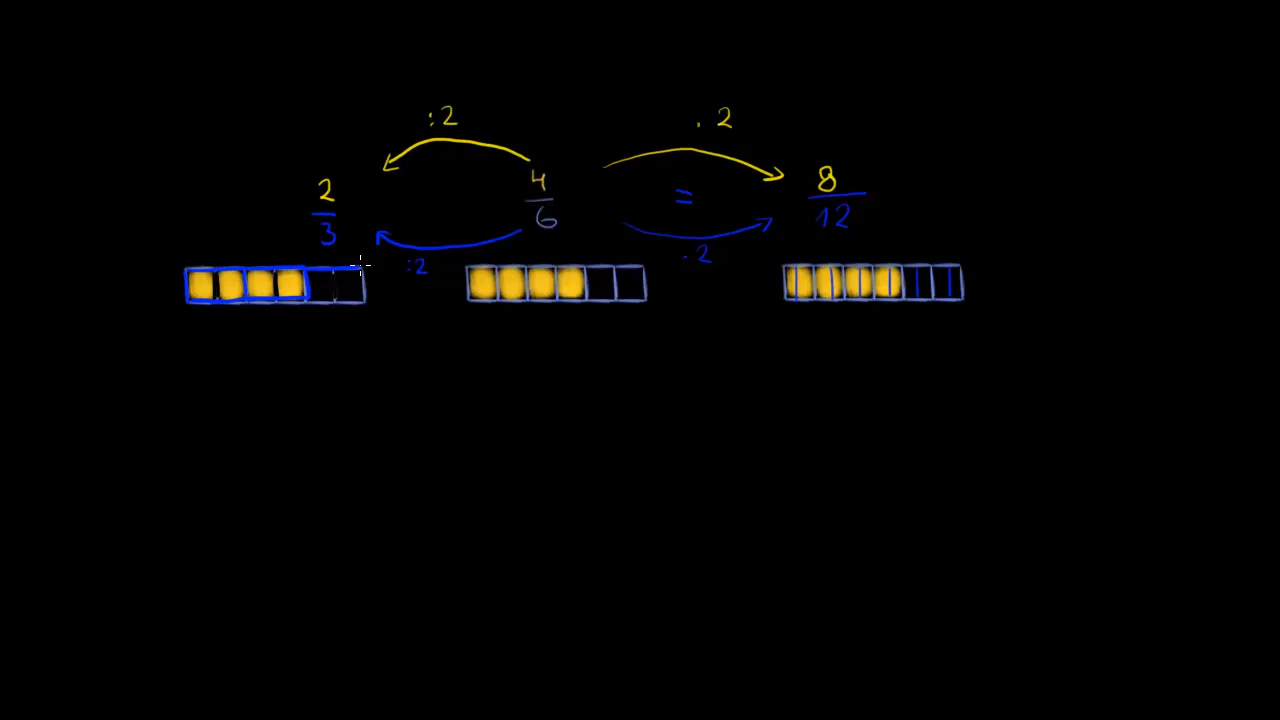 :2 . 2
2/3 4/6 = 8/12
:2 . 2